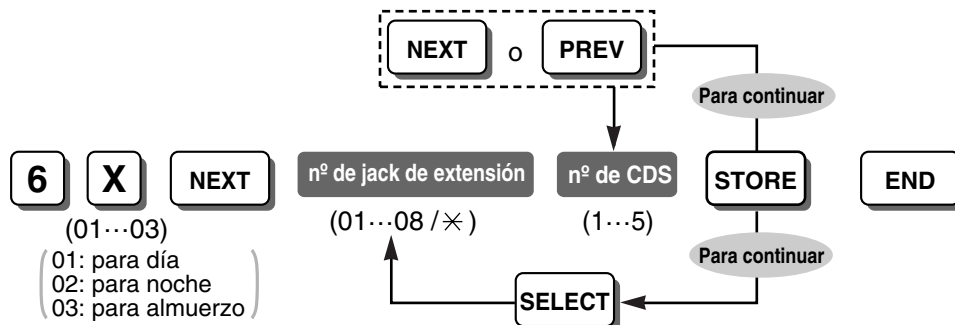 NEXT o PREV
Para continuar
6 X NEXT nº de jack de extensión nº de CDS STORE END
(01···03) (01···08 / ✳) (1···5)
01: para día
02: para noche
03: para almuerzo
Para continuar
SELECT